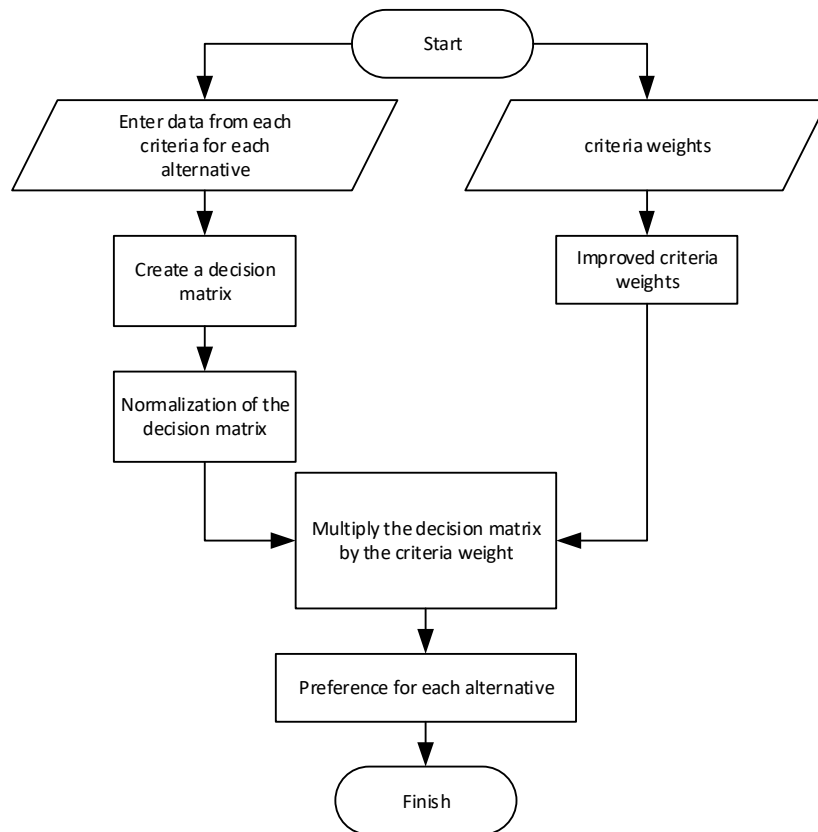 Start
Enter data from each
criteria for each
alternative
criteria weights
Create a decision
matrix
Improved criteria
weights
Normalization of the
decision matrix
Multiply the decision matrix
by the criteria weight
Preference for each alternative
Finish